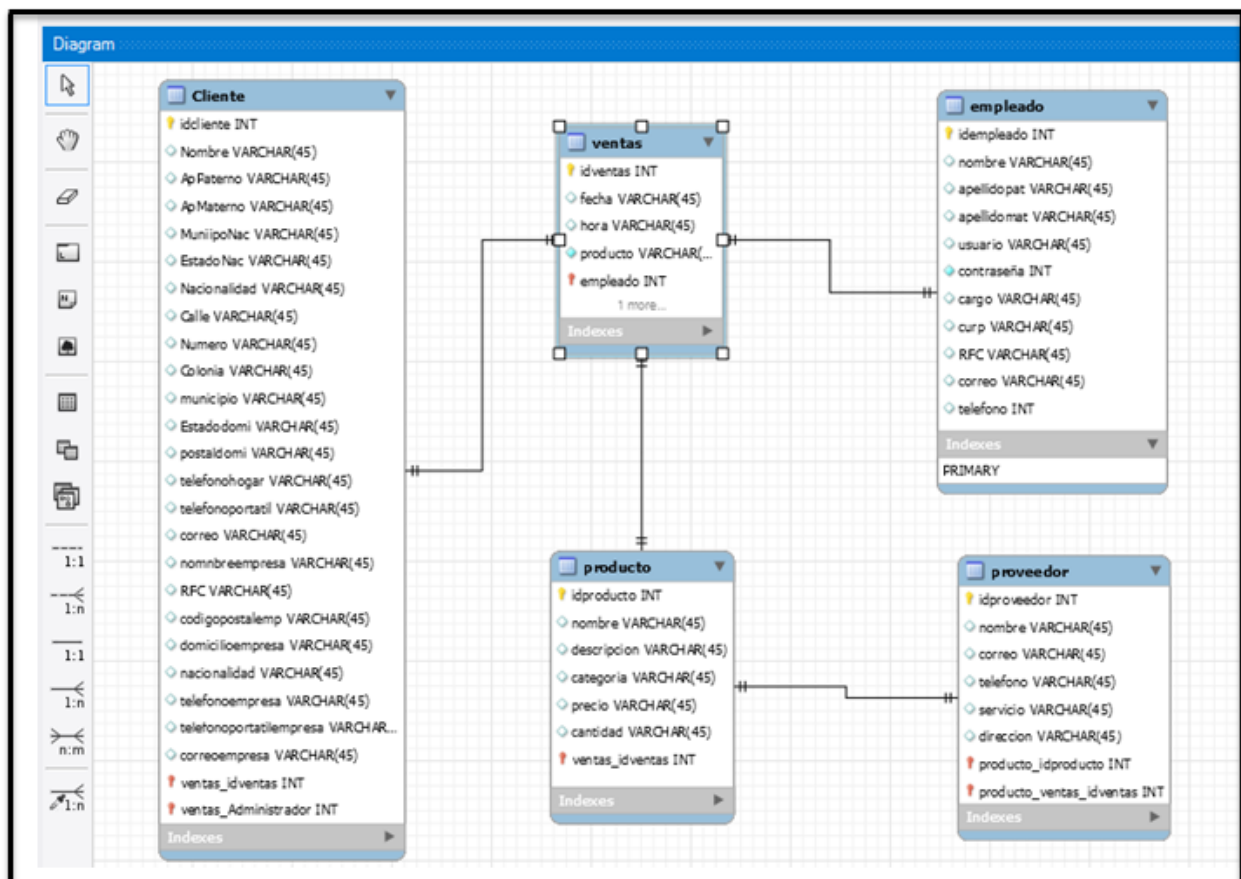 Diagram
Cliente
idcliente INT
Nombre VARCHAR(45)
ApPaterno VARCHAR(45)
ApMaterno VARCHAR(45)
MuniipoNac VARCHAR(45)
EstadoNac VARCHAR(45)
Nacionalidad VARCHAR(45)
Calle VARCHAR(45)
Numero VARCHAR(45)
Colonia VARCHAR(45)
municipio VARCHAR(45)
Estadodomi VARCHAR(45)
postaldomi VARCHAR(45)
telefonohogar VARCHAR(45)
telefonoportatil VARCHAR(45)
correo VARCHAR(45)
nomnbreempresa VARCHAR(45)
RFC VARCHAR(45)
codigopostalemp VARCHAR(45)
domicilioempresa VARCHAR(45)
nacionalidad VARCHAR(45)
telefonoempresa VARCHAR(45)
telefonoportatilempresa VARCHAR...
correoempresa VARCHAR(45)
ventas_idventas INT
ventas_Administrador INT
Indexes
ventas
idventas INT
fecha VARCHAR(45)
hora VARCHAR(45)
producto VARCHAR(...
empleado INT
1 more...
Indexes
empleado
idempleado INT
nombre VARCHAR(45)
apellidopat VARCHAR(45)
apellidomat VARCHAR(45)
usuario VARCHAR(45)
contraseña INT
cargo VARCHAR(45)
curp VARCHAR(45)
RFC VARCHAR(45)
correo VARCHAR(45)
telefono INT
Indexes
PRIMARY
producto
idproducto INT
nombre VARCHAR(45)
descripcion VARCHAR(45)
categoria VARCHAR(45)
precio VARCHAR(45)
cantidad VARCHAR(45)
ventas_idventas INT
Indexes
proveedor
idproveedor INT
nombre VARCHAR(45)
correo VARCHAR(45)
telefono VARCHAR(45)
servicio VARCHAR(45)
direccion VARCHAR(45)
producto_idproducto INT
producto_ventas_idventas INT
Indexes
1:1
1:n
1:1
1:n
n:m
1:n